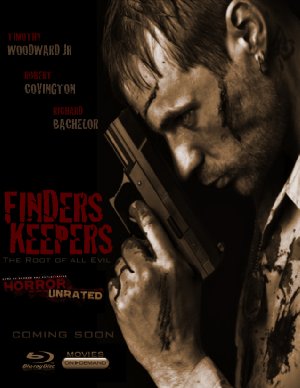 TIMOTHY
WOODWARD JR
ROBERT
COVINGTON
RICHARD
BACHELOR
FINDERS
KEEPERS
THE ROOT OF ALL EVIL
HORROR
UNRATED
COMING SOON
Blu-ray Disc
MOVIES
ON DEMAND